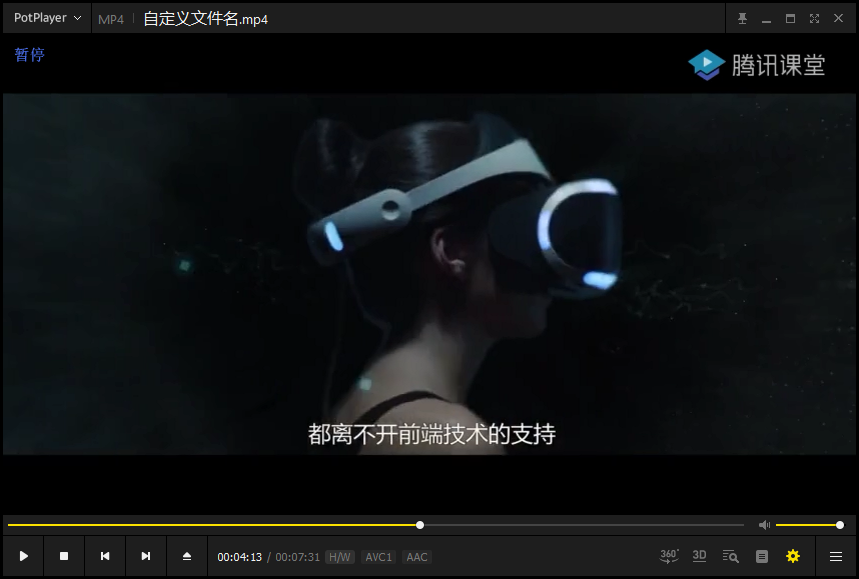 PotPlayer
MP4 自定义文件名.mp4
暂停
腾讯课堂
都离不开前端技术的支持
00:04:13 / 00:07:31 H/W AVC1 AAC
360° 3D